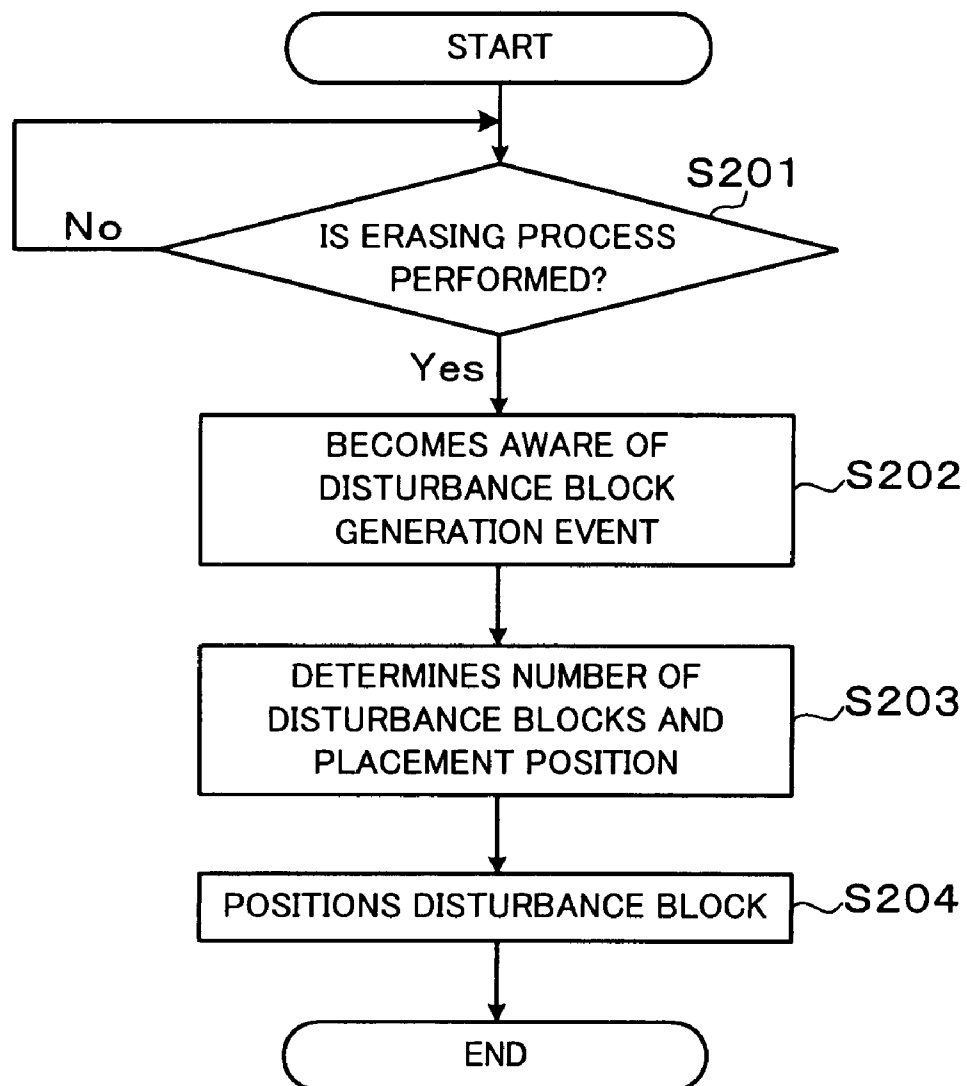 START
S201
No
IS ERASING PROCESS
PERFORMED?
Yes
BECOMES AWARE OF
DISTURBANCE BLOCK
GENERATION EVENT
S202
DETERMINES NUMBER OF
DISTURBANCE BLOCKS AND
PLACEMENT POSITION
S203
POSITIONS DISTURBANCE BLOCK
S204
END